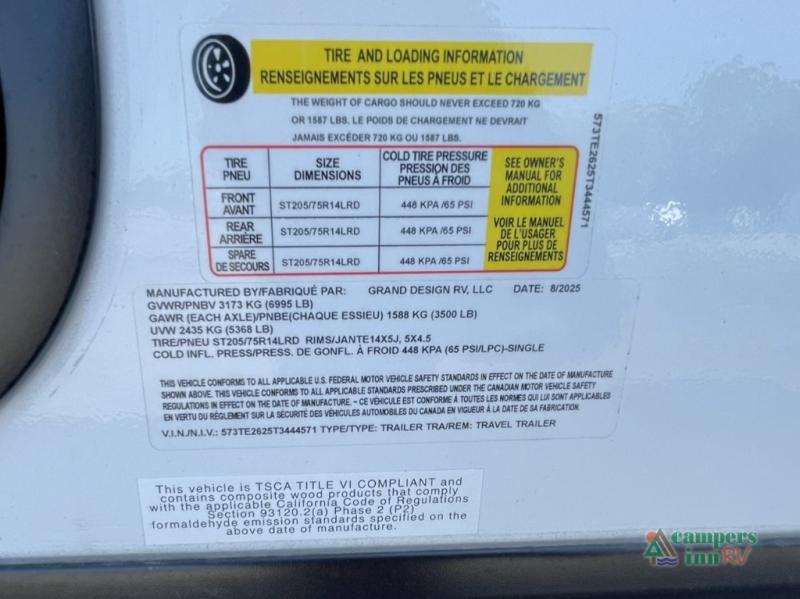 TIRE AND LOADING INFORMATION
RENSEIGNEMENTS SUR LES PNEUS ET LE CHARGEMENT
THE WEIGHT OF CARGO SHOULD NEVER EXCEED 720 KG
OR 1587 LBS. LE POIDS DE CHARGEMENT NE DEVRAIT
JAMAIS EXCÉDER 720 KG OU 1587 LBS.
TIRE
PNEU
SIZE
DIMENSIONS
COLD TIRE PRESSURE
PRESSION DES
PNEUS À FROID
FRONT
AVANT
ST205/75R14LRD
448 KPA /65 PSI
REAR
ARRIÈRE
ST205/75R14LRD
448 KPA /65 PSI
SPARE
DE SECOURS
ST205/75R14LRD
448 KPA /65 PSI
SEE OWNER'S
MANUAL FOR
ADDITIONAL
INFORMATION
VOIR LE MANUEL
DE L'USAGER
POUR PLUS DE
RENSEIGNEMENTS
573TE2625T3444571
MANUFACTURED BY/FABRIQUÉ PAR: GRAND DESIGN RV, LLC DATE: 8/2025
GVWR/PNBV 3173 KG (6995 LB)
GAWR (EACH AXLE)/PNBE(CHAQUE ESSIEU) 1588 KG (3500 LB)
UVW 2435 KG (5368 LB)
TIRE/PNEU ST205/75R14LRD RIMS/JANTE14X5J, 5X4.5
COLD INFL. PRESS/PRESS. DE GONFL. À FROID 448 KPA (65 PSI/LPC)-SINGLE
THIS VEHICLE CONFORMS TO ALL APPLICABLE U.S. FEDERAL MOTOR VEHICLE SAFETY STANDARDS IN EFFECT ON THE DATE OF MANUFACTURE
SHOWN ABOVE. THIS VEHICLE CONFORMS TO ALL APPLICABLE STANDARDS PRESCRIBED UNDER THE CANADIAN MOTOR VEHICLE SAFETY
REGULATIONS IN EFFECT ON THE DATE OF MANUFACTURE. - CE VÉHICULE EST CONFORME À TOUTES LES NORMES QUI LUI SONT APPLICABLES
EN VERTU DU RÈGLEMENT SUR LA SÉCURITÉ DES VÉHICULES AUTOMOBILES DU CANADA EN VIGUEUR À LA DATE DE SA FABRICATION.
V.I.N./N.I.V.: 573TE2625T3444571 TYPE/TYPE: TRAILER TRA/REM: TRAVEL TRAILER
This vehicle is TSCA TITLE VI COMPLIANT and
contains composite wood products that comply
with the applicable California Code of Regulations
Section 93120.2(a) Phase 2 (P2)
formaldehyde emission standards specified on the
above date of manufacture.
campers
inn RV